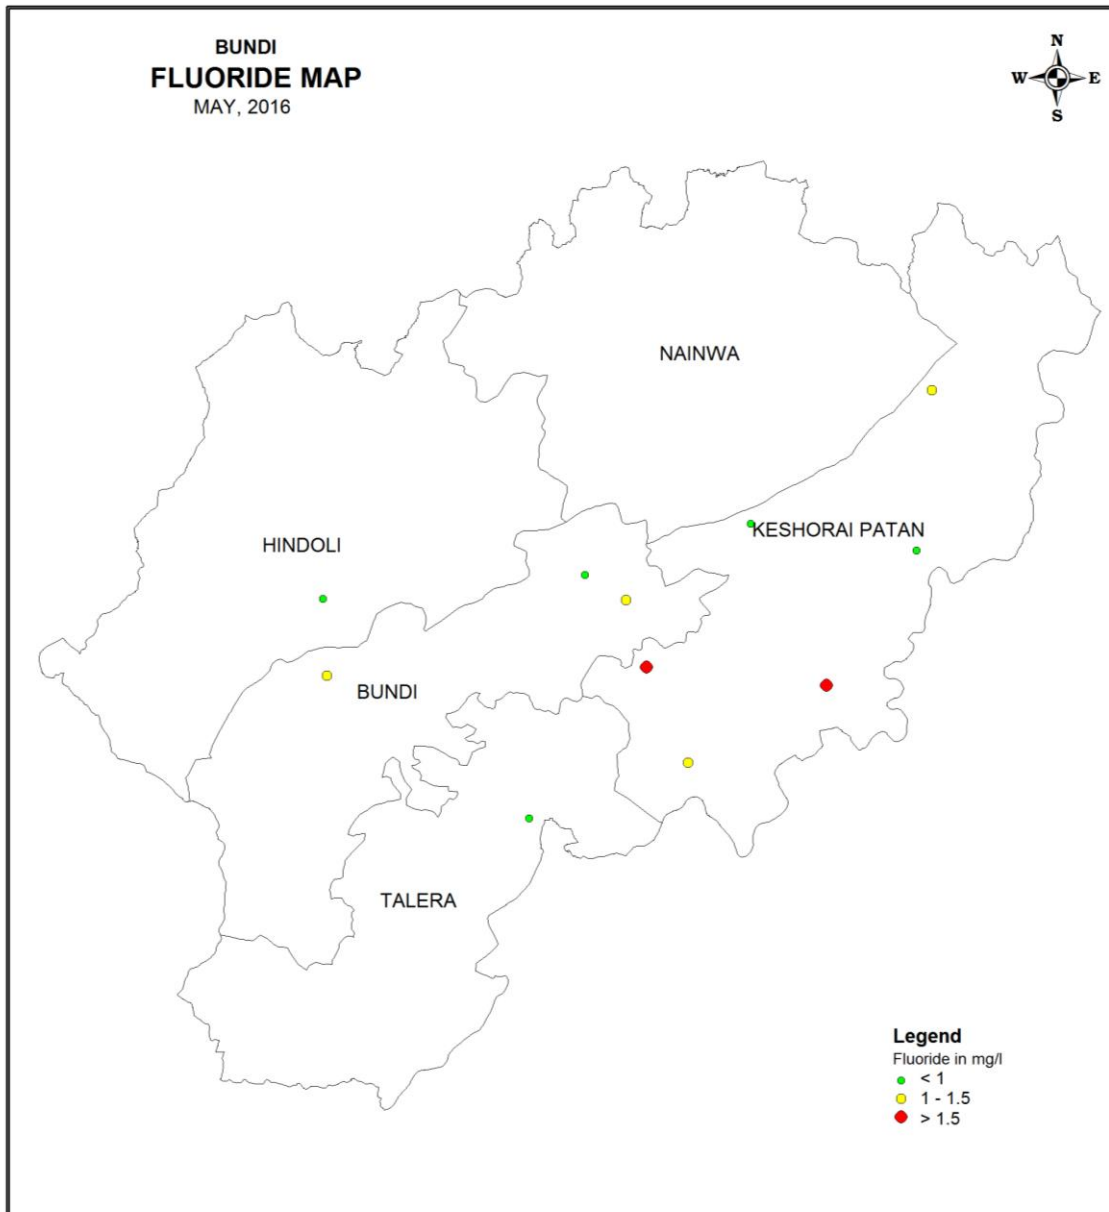 BUNDI
FLUORIDE MAP
MAY, 2016
N
W E
S
NAINWA
KESHORAI PATAN
HINDOLI
BUNDI
TALERA
Legend
Fluoride in mg/l
< 1
1 - 1.5
> 1.5